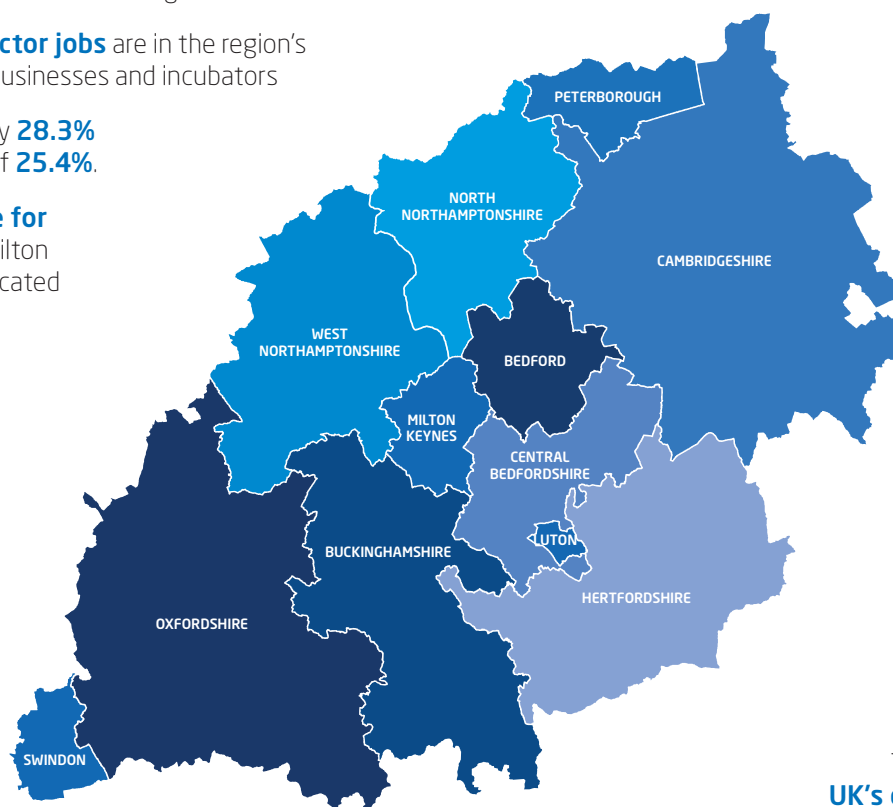 ctor jobs are in the region's
usinesses and incubators
y 28.3%
f 25.4%.
e for
ilton
cated
PETERBOROUGH
NORTH
NORTHAMPTONSHIRE
CAMBRIDGESHIRE
WEST
NORTHAMPTONSHIRE
BEDFORD
MILTON
KEYNES
CENTRAL
BEDFORDSHIRE
LUTON
BUCKINGHAMSHIRE
HERTFORDSHIRE
OXFORDSHIRE
SWINDON
UK's